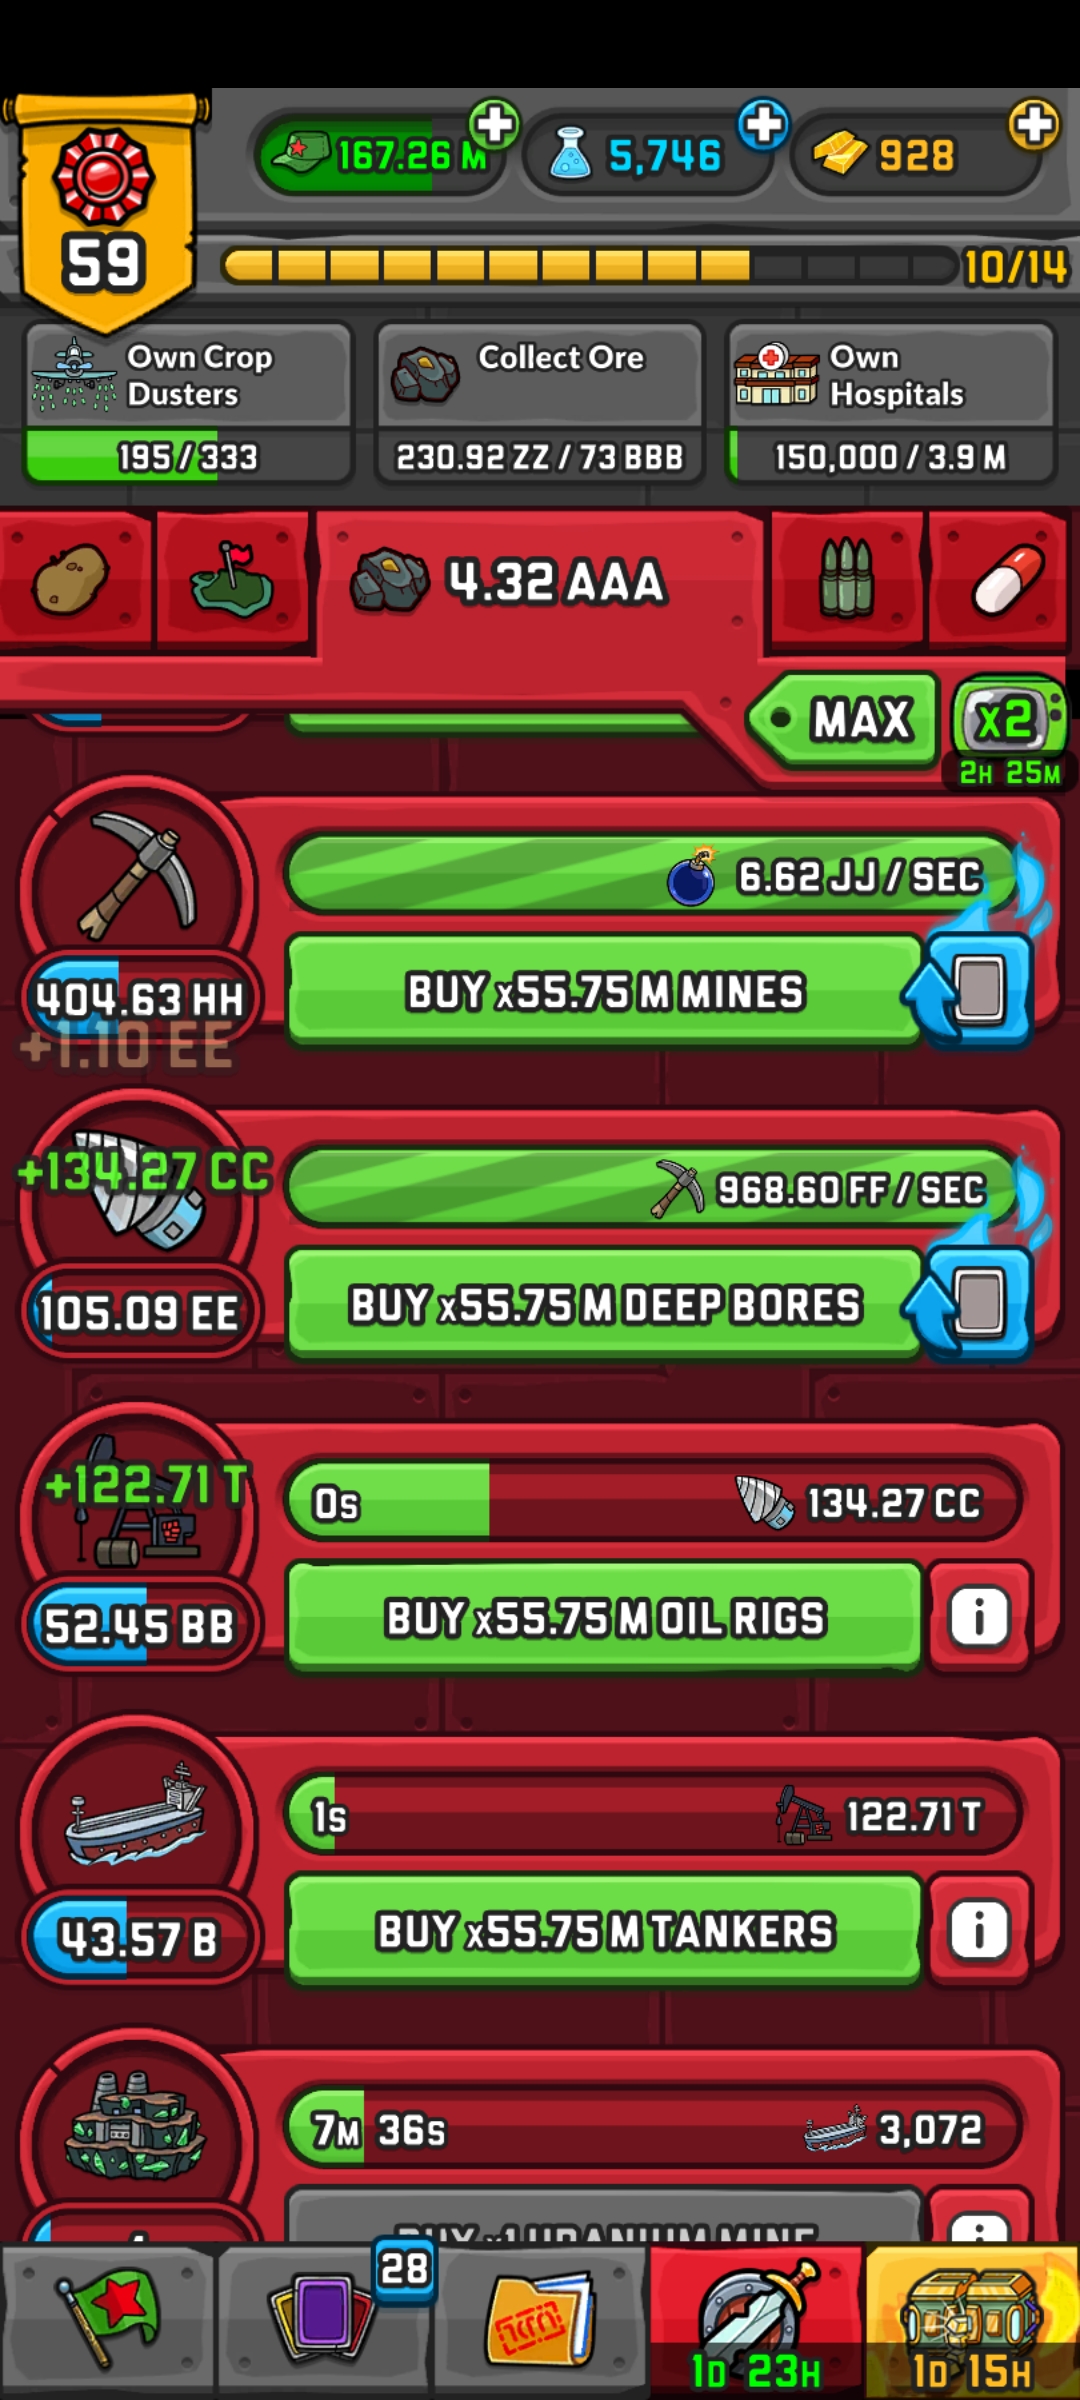 59
167.26 M
5,746
928
10/14
Own Crop
Dusters
195/333
Collect Ore
230.92 ZZ / 73 BBB
Own
Hospitals
150,000 / 3.9 M
4.32 AAA
MAX
x2
2H 25M
6.62 JJ / SEC
404.63 HH
BUY x55.75 M MINES
+1.10 EE
+134.27 CC
968.60 FF / SEC
105.09 EE
BUY x55.75 M DEEP BORES
+122.71 T
0s
134.27 CC
52.45 BB
BUY x55.75 M OIL RIGS
i
1s
122.71 T
43.57 B
BUY x55.75 M TANKERS
i
7M 36s
3,072
BUY x1 URANIUM MINE
28
1D 23H
1D 15H